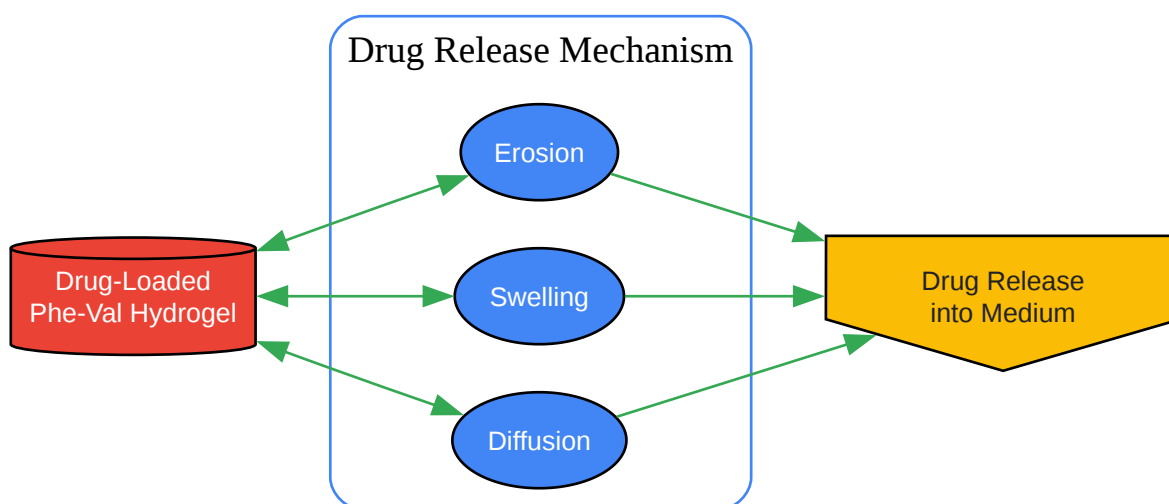 Drug Release Mechanism
Erosion
Drug-Loaded
Phe-Val Hydrogel
Swelling
Drug Release
into Medium
Diffusion